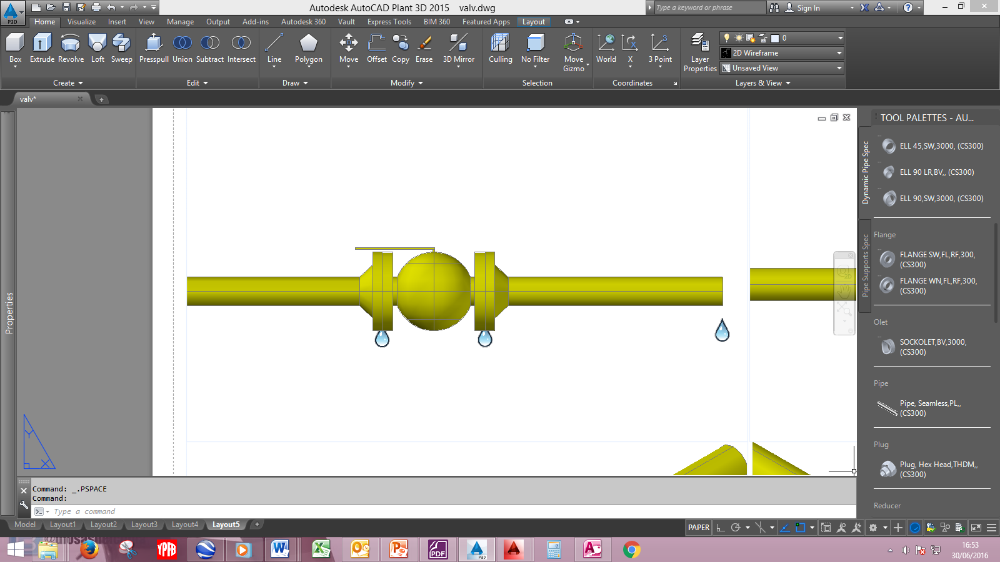 Autodesk AutoCAD Plant 3D 2015 valv.dwg
Type a keyword or phrase
Sign In
P3D
Home Visualize Insert View Manage Output Add-ins Autodesk 360 Vault Express Tools BIM 360 Featured Apps Layout
Box Extrude Revolve Loft Sweep
Presspull Union Subtract Intersect
Line Polygon
Move Offset Copy Erase 3D Mirror
Culling No Filter Move Gizmo
World X 3 Point
Layer Properties
0
2D Wireframe
Unsaved View
Create Edit Draw Modify Selection Coordinates Layers & View
valv*
Properties
Y
X
TOOL PALETTES - AU...
Dynamic Pipe Spec
Pipe Supports Spec
ELL 45,SW,3000, (CS300)
ELL 90 LR,BV,, (CS300)
ELL 90,SW,3000, (CS300)
Flange
FLANGE SW,FL,RF,300,
(CS300)
FLANGE WN,FL,RF,300,
(CS300)
Olet
SOCKOLET,BV,3000,
(CS300)
Pipe
Pipe, Seamless,PL,,
(CS300)
Plug
Plug, Hex Head,THDM,,
(CS300)
Reducer
Command: _.PSPACE
Command:
Type a command
Model Layout1 Layout2 Layout3 Layout4 Layout5
PAPER
YPFB
PDF
P3D
16:53
30/06/2016